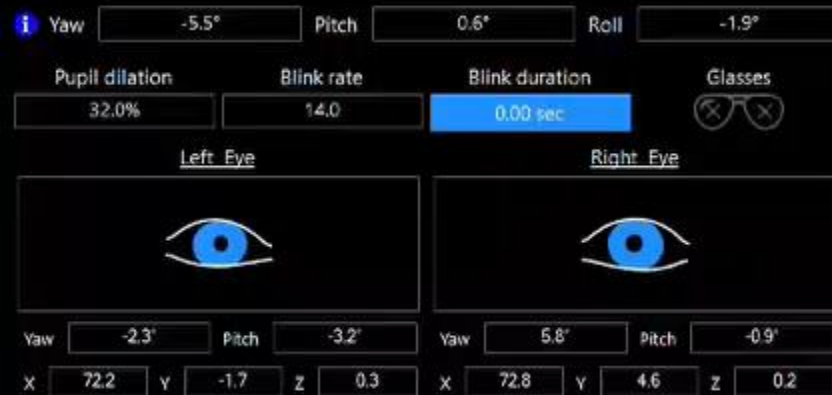 i Yaw -5.5° Pitch 0.6° Roll -1.9°
Pupil dilation Blink rate Blink duration Glasses
32.0% 14.0 0.00 sec
Left Eye Right Eye
Yaw -2.3° Pitch -3.2° Yaw 5.8° Pitch -0.9°
X 72.2 Y -1.7 Z 0.3 X 72.8 Y 4.6 Z 0.2